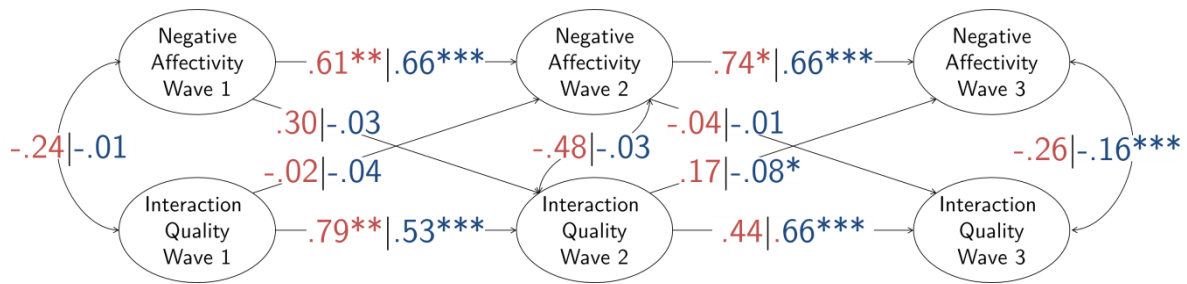 Negative
Affectivity
Wave 1
.61**|.66***
Negative
Affectivity
Wave 2
.74*|.66***
Negative
Affectivity
Wave 3
.30|-.03
-.04|-.01
-.24|-.01
-.48|-.03
-.26|-.16***
-.02|-.04
.17|-.08*
Interaction
Quality
Wave 1
.79**|.53***
Interaction
Quality
Wave 2
.44|.66***
Interaction
Quality
Wave 3